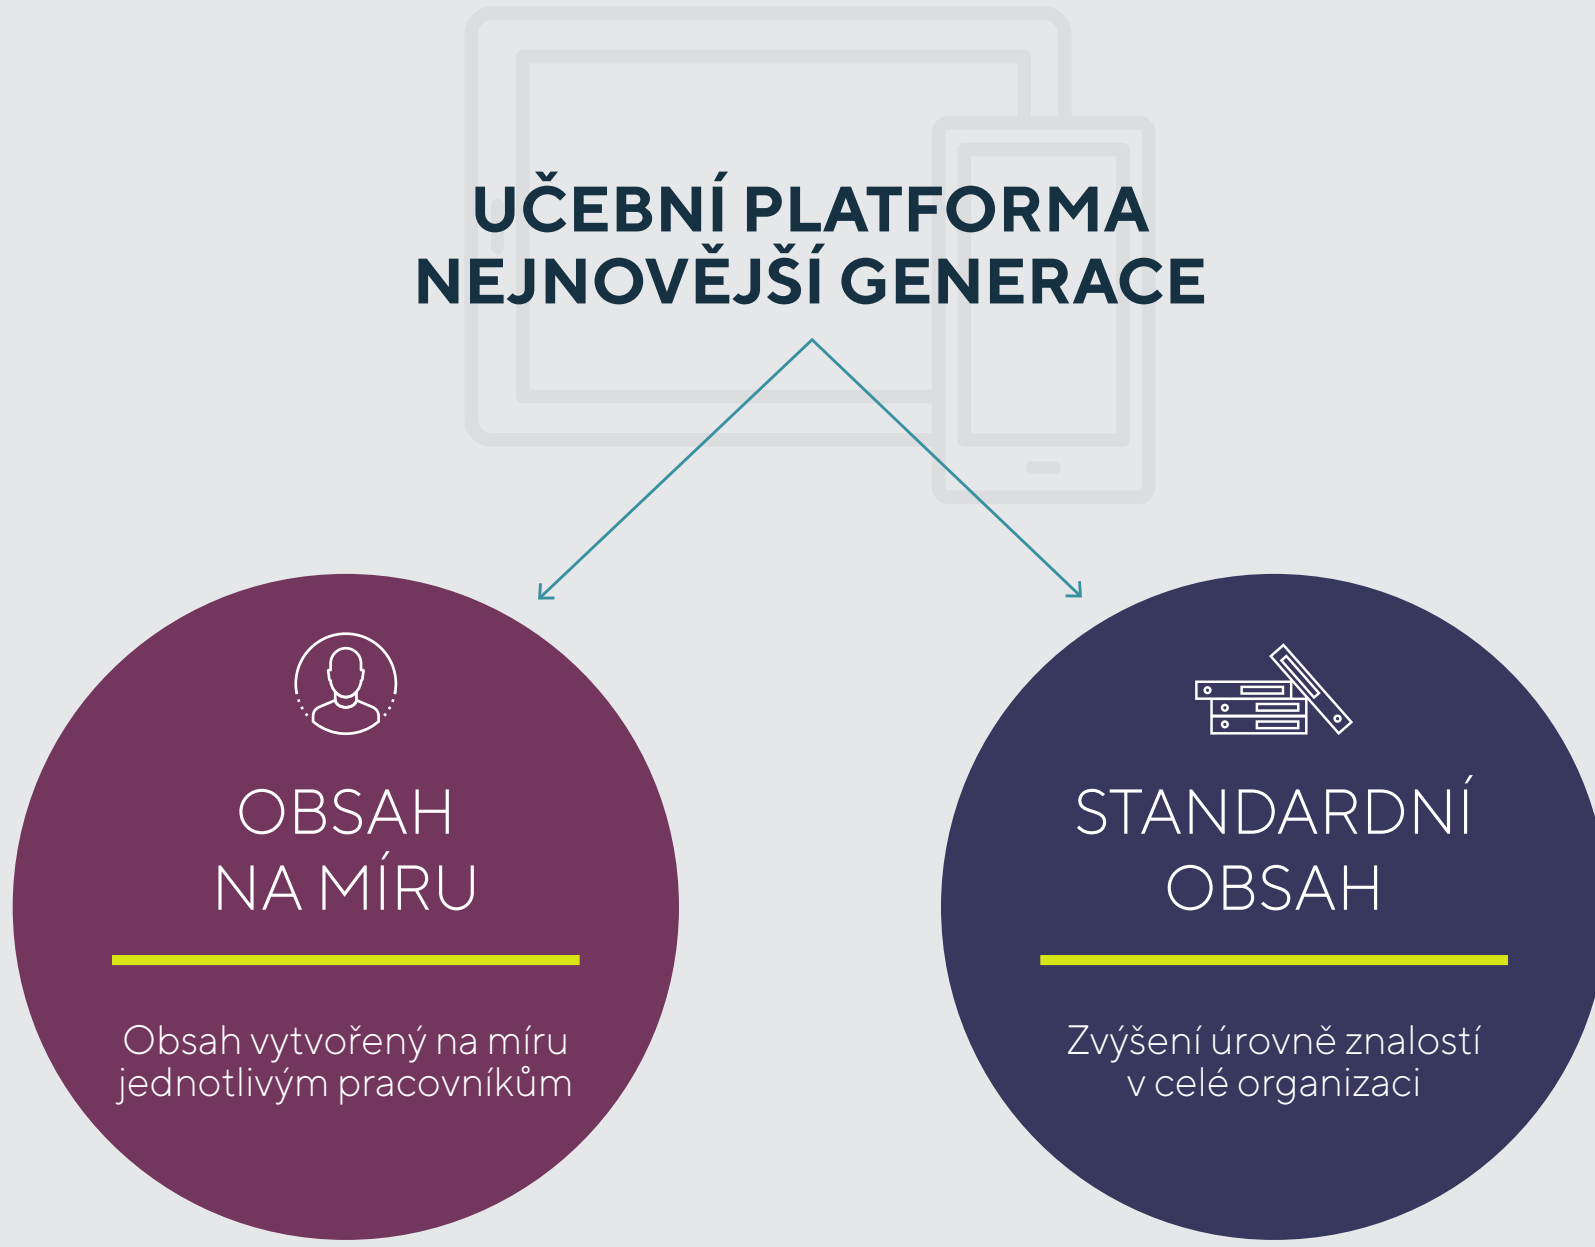 UČEBNÍ PLATFORMA
NEJNOVĚJŠÍ GENERACE
OBSAH
NA MÍRU
Obsah vytvořený na míru
jednotlivým pracovníkům
STANDARDNÍ
OBSAH
Zvýšení úrovně znalostí
v celé organizaci